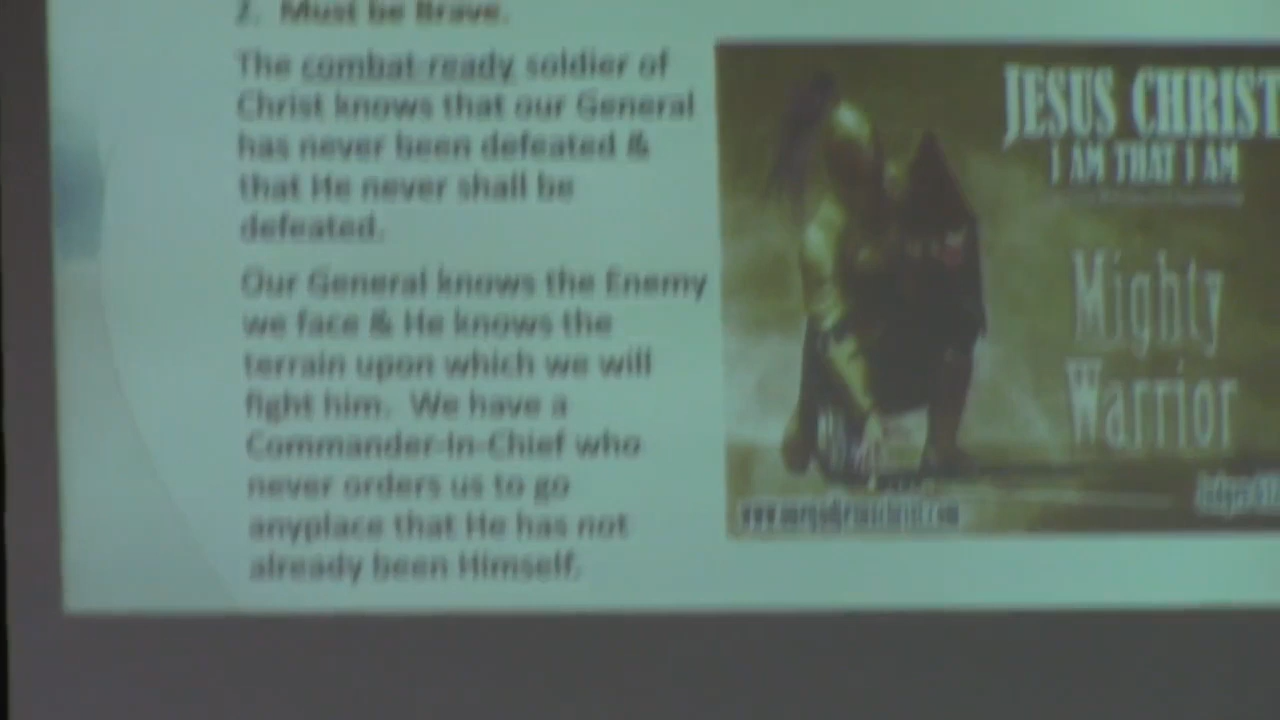 2. Must be Brave.
The combat-ready soldier of
Christ knows that our General
has never been defeated &
that He never shall be
defeated.
Our General knows the Enemy
we face & He knows the
terrain upon which we will
fight him. We have a
Commander-In-Chief who
never orders us to go
anyplace that He has not
already been Himself.
JESUS CHRIST
I AM THAT I AM
Mighty
Warrior